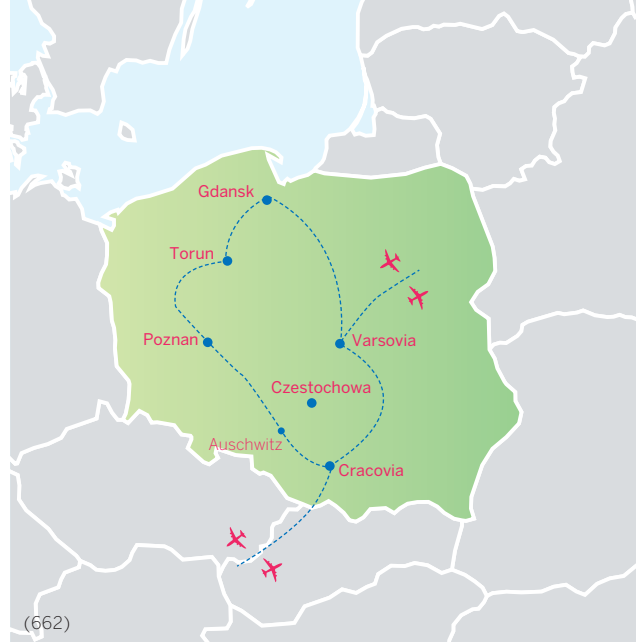 Gdansk
Torun
Poznan
Varsovia
Czestochowa
Auschwitz
Cracovia
(662)